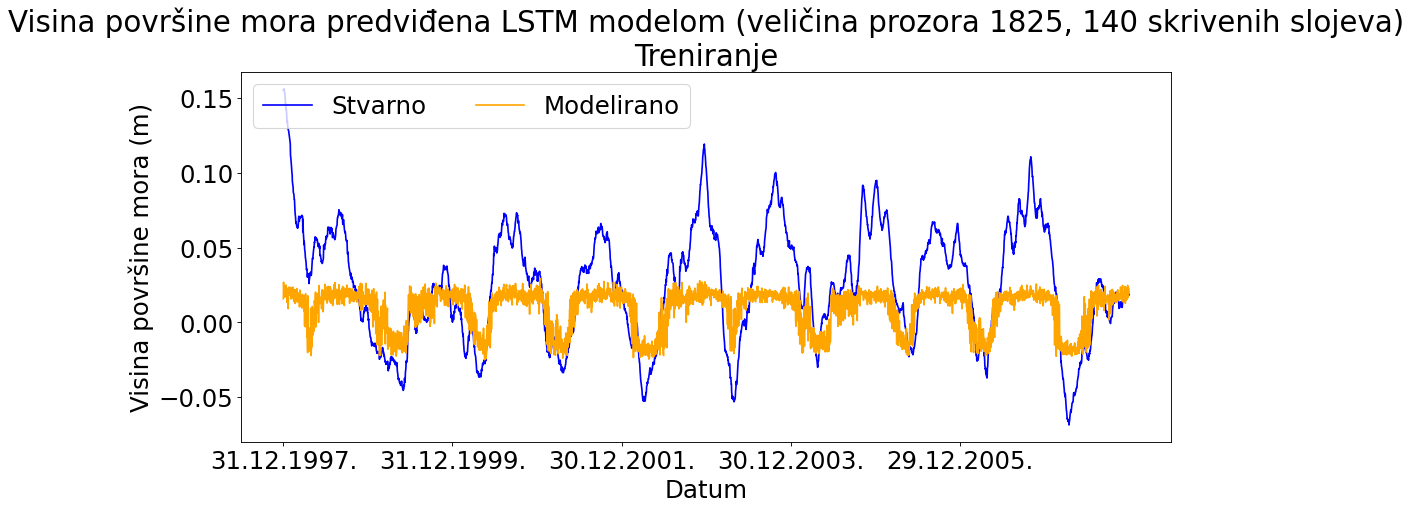 Visina površine mora predviđena LSTM modelom (veličina prozora 1825, 140 skrivenih slojeva)
Treniranje
Stvarno
Modelirano
Visina površine mora (m)
0.15
0.10
0.05
0.00
−0.05
31.12.1997.
31.12.1999.
30.12.2001.
30.12.2003.
29.12.2005.
Datum